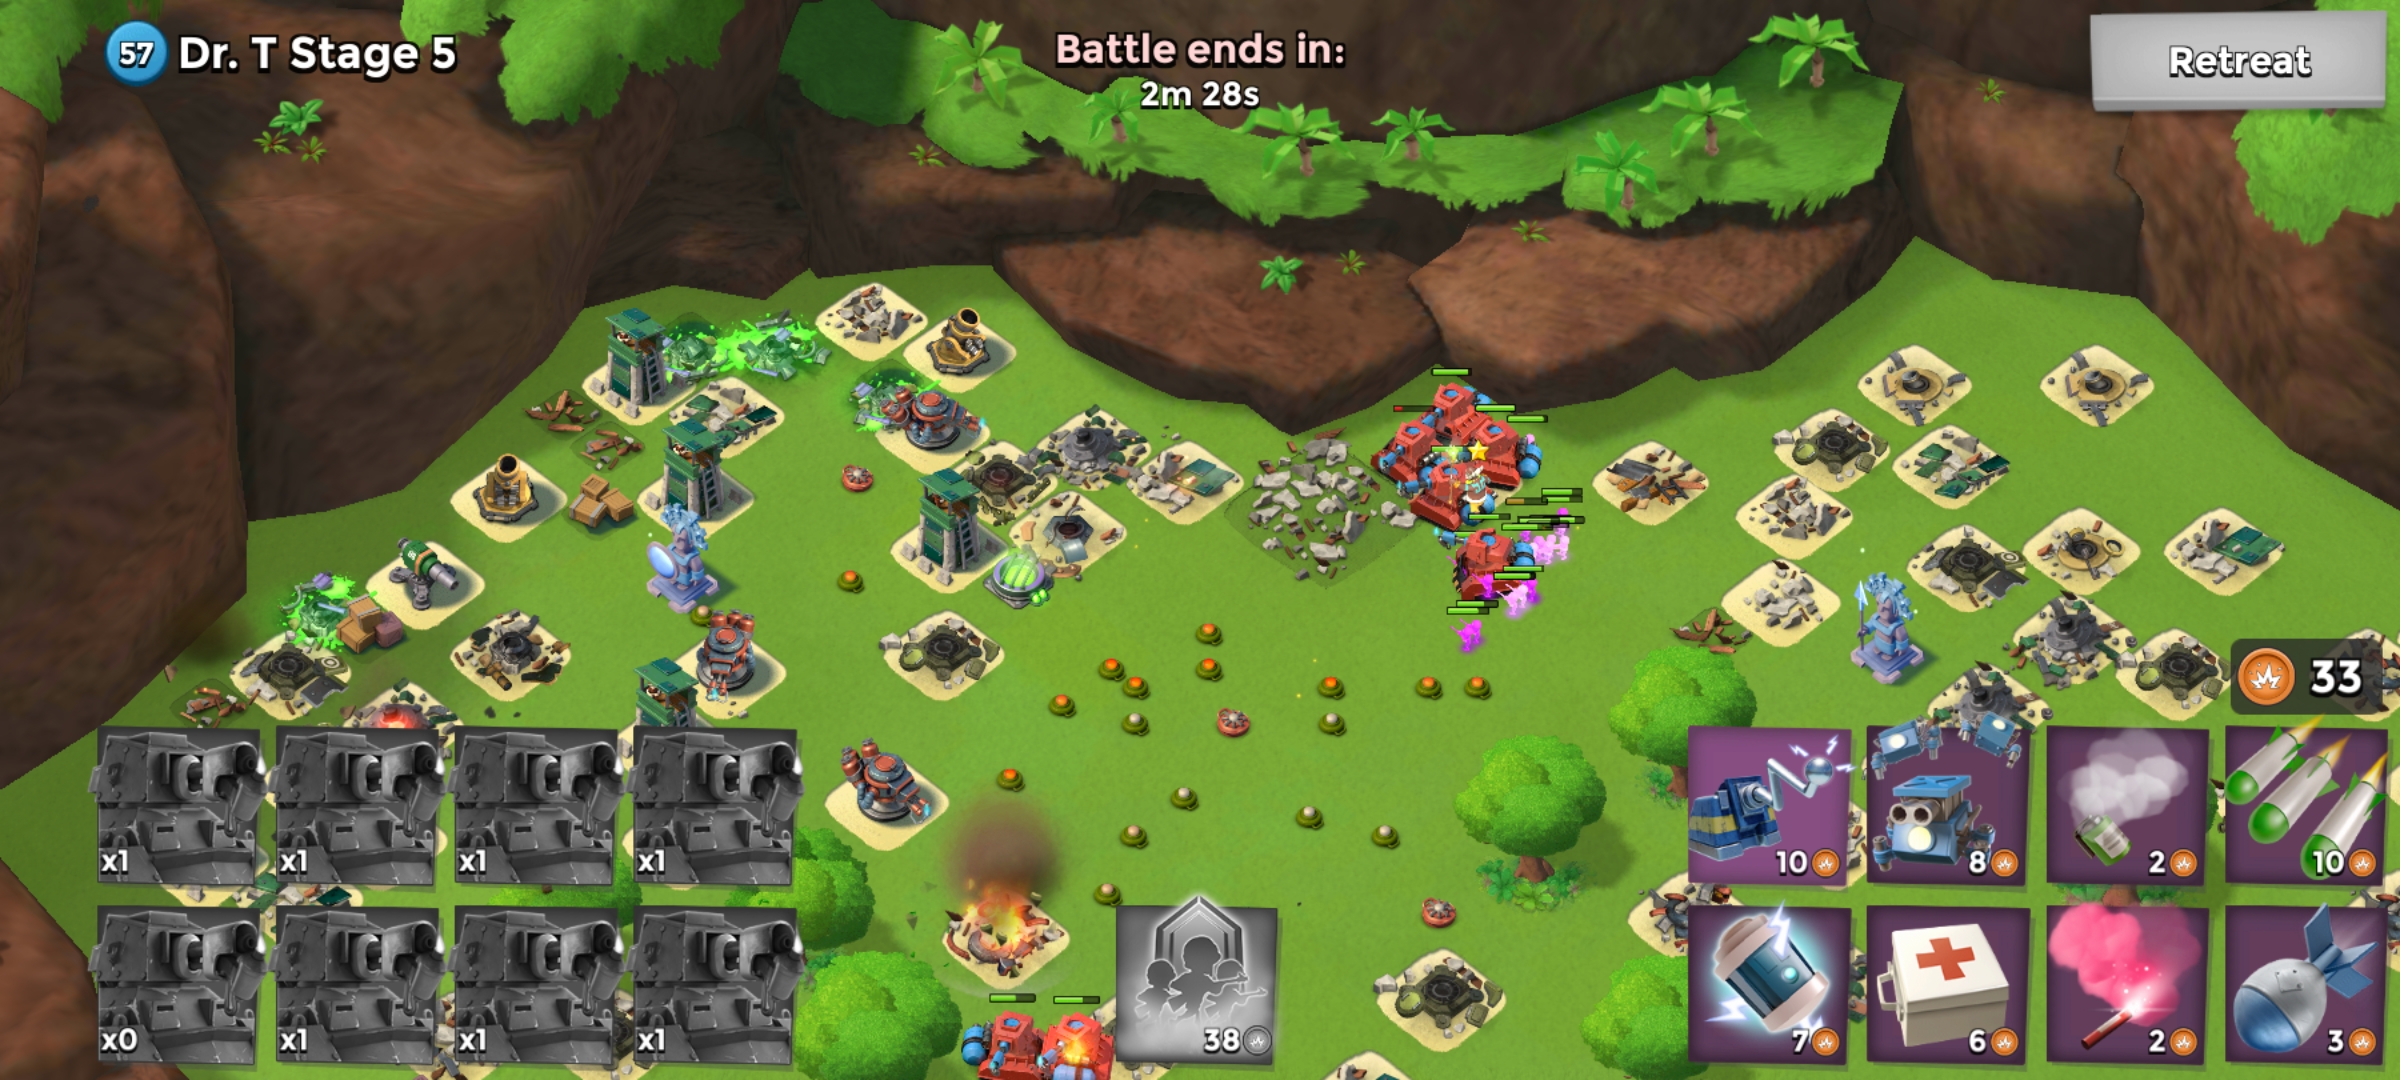 57 Dr. T Stage 5
Battle ends in:
2m 28s
Retreat
33
x1 x1 x1 x1
10 8 2 10
x0 x1 x1 x1
38
7 6 2 3